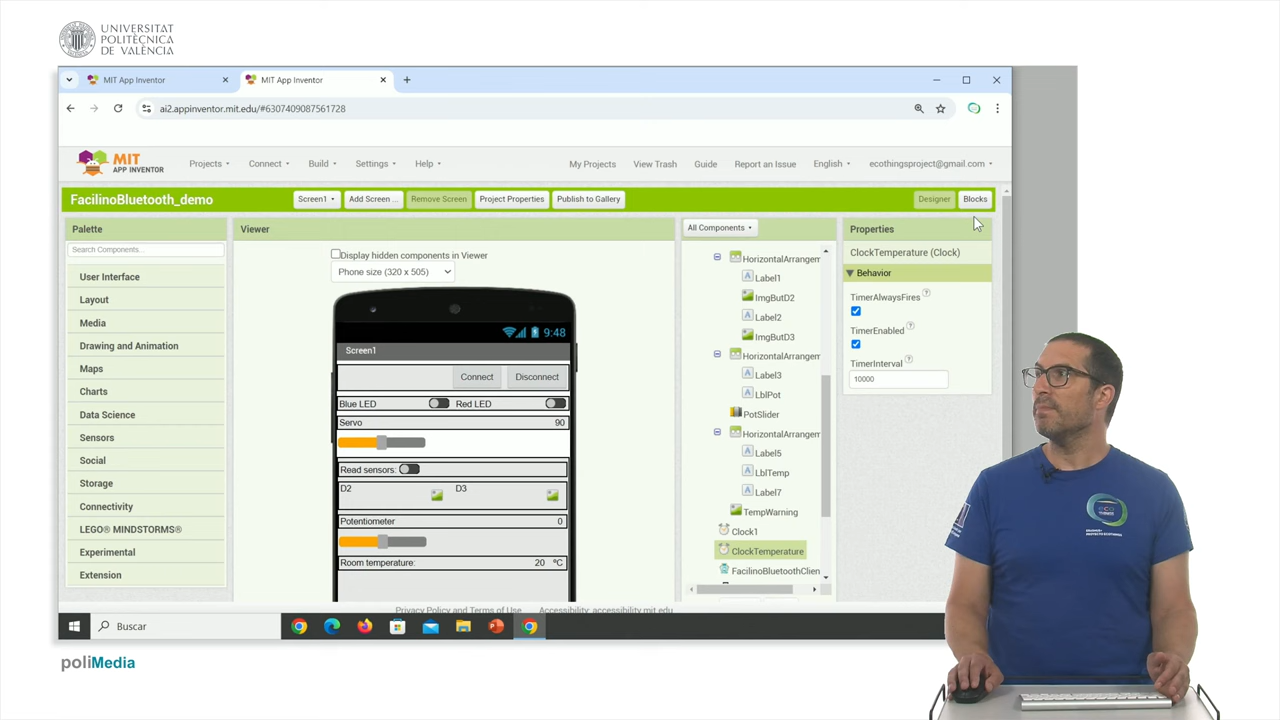 UNIVERSITAT
POLITÈCNICA
DE VALÈNCIA
MIT App Inventor
MIT App Inventor
ai2.appinventor.mit.edu/#6307409087561728
MIT
APP INVENTOR
Projects
Connect
Build
Settings
Help
My Projects
View Trash
Guide
Report an Issue
English
ecothingsproject@gmail.com
FacilinoBluetooth_demo
Screen1
Add Screen ...
Remove Screen
Project Properties
Publish to Gallery
Designer
Blocks
Palette
Search Components...
User Interface
Layout
Media
Drawing and Animation
Maps
Charts
Data Science
Sensors
Social
Storage
Connectivity
LEGO® MINDSTORMS®
Experimental
Extension
Viewer
Display hidden components in Viewer
Phone size (320 x 505)
9:48
Screen1
Connect
Disconnect
Blue LED
Red LED
Servo
90
Read sensors:
D2
D3
Potentiometer
0
Room temperature:
20 ºC
All Components
HorizontalArrangem
Label1
ImgButD2
Label2
ImgButD3
HorizontalArrangem
Label3
LblPot
PotSlider
HorizontalArrangem
Label5
LblTemp
Label7
TempWarning
Clock1
ClockTemperature
FacilinoBluetoothClien
Properties
ClockTemperature (Clock)
Behavior
TimerAlwaysFires
TimerEnabled
TimerInterval
10000
Privacy Policy and Terms of Use
Accessibility: accessibility.mit.edu
Buscar
poliMedia